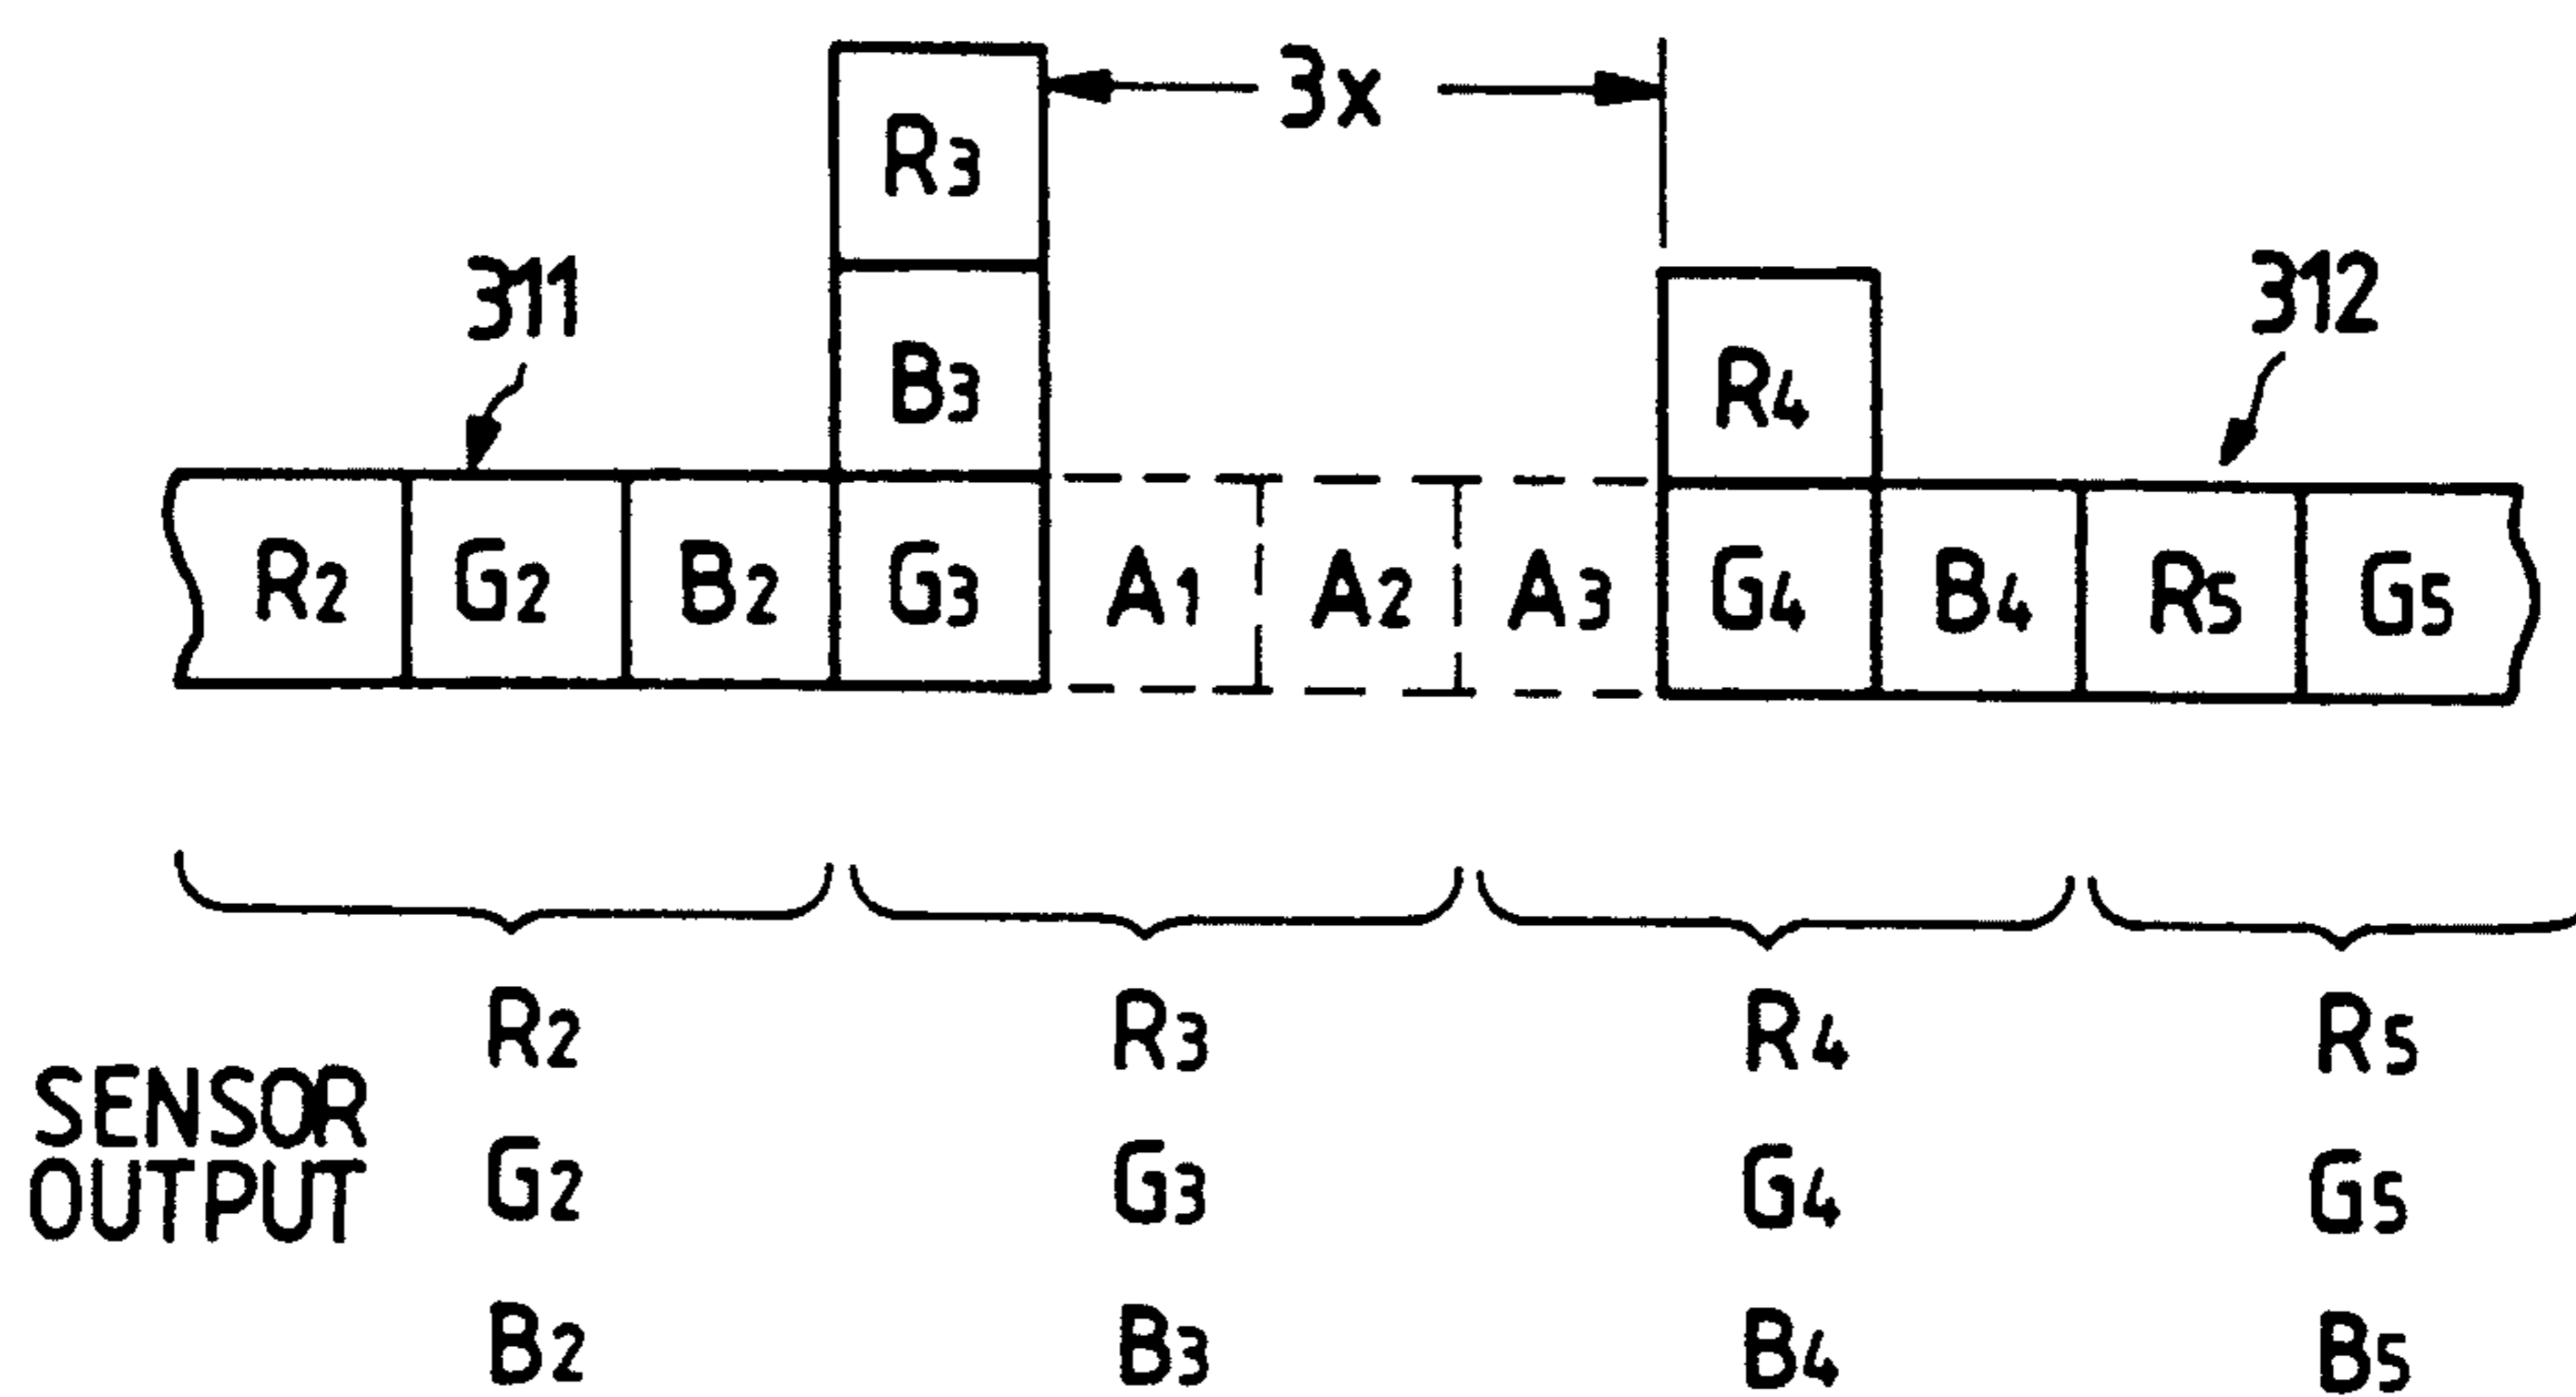 3x
R3
311
B3
R4
312
R2 G2 B2 G3 A1 A2 A3 G4 B4 R5 G5
R2 R3 R4 R5
SENSOR
OUTPUT
G2 G3 G4 G5
B2 B3 B4 B5